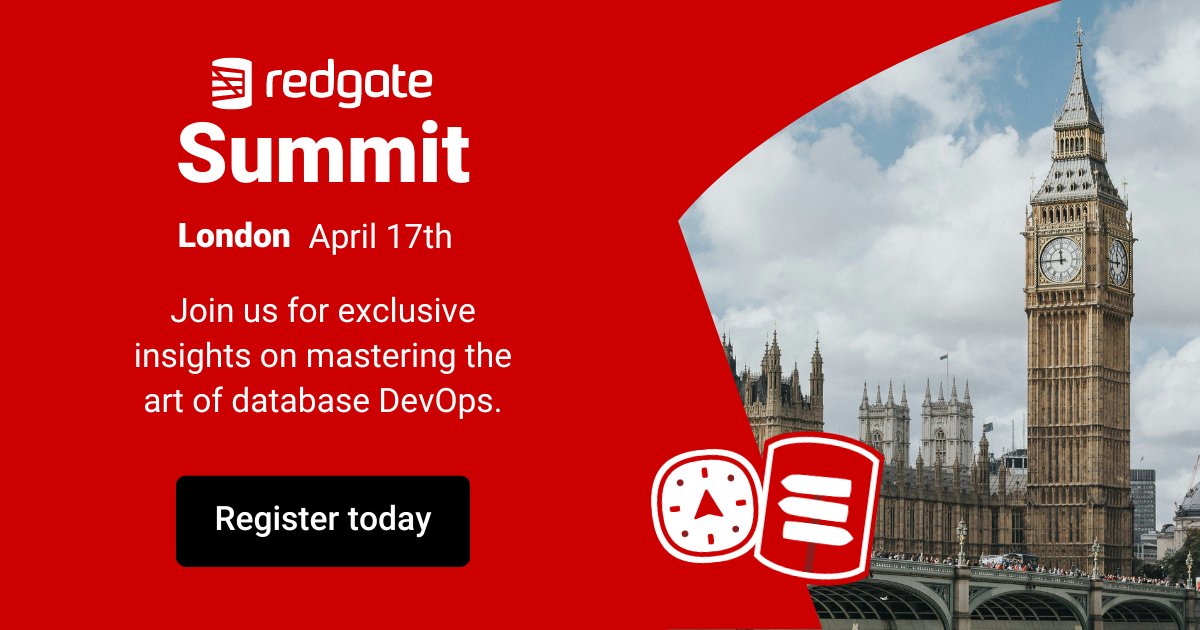 redgate
Summit
London April 17th
Join us for exclusive
insights on mastering the
art of database DevOps.
Register today